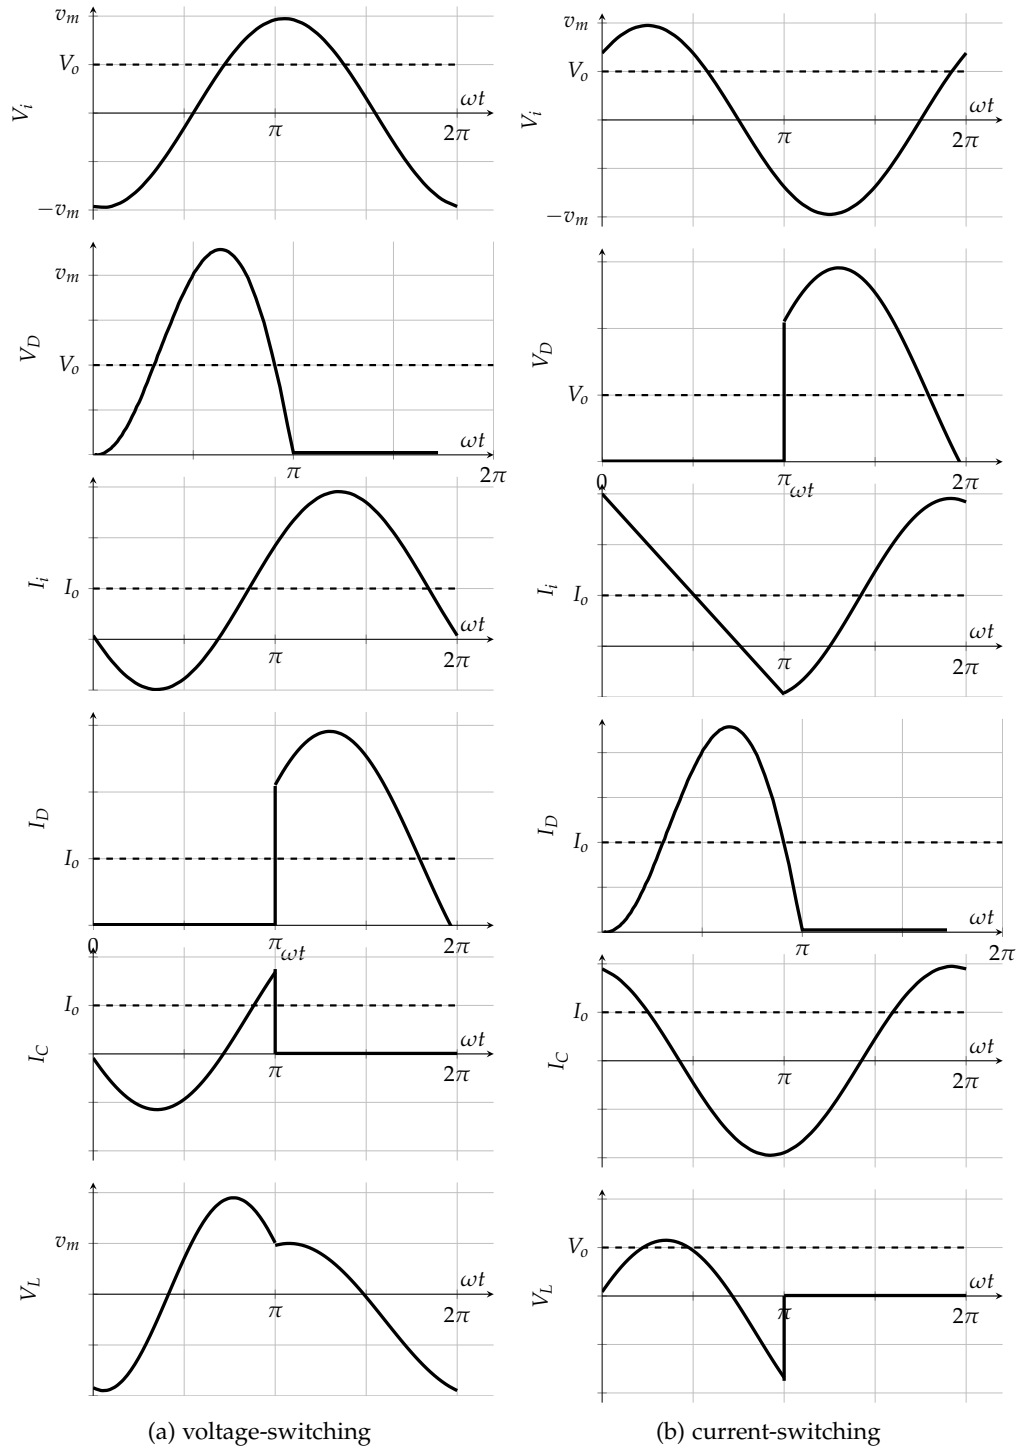 V_i
v_m
V_o
−v_m
ωt
π
2π
V_D
v_m
V_o
ωt
π
2π
I_i
I_o
ωt
π
2π
I_D
I_o
0
π
ωt
2π
I_C
I_o
ωt
π
2π
V_L
v_m
ωt
π
2π
(a) voltage-switching
V_i
v_m
V_o
−v_m
ωt
π
2π
V_D
V_o
0
π
ωt
2π
I_i
I_o
ωt
π
2π
I_D
I_o
ωt
π
2π
I_C
I_o
ωt
π
2π
V_L
V_o
ωt
π
2π
(b) current-switching